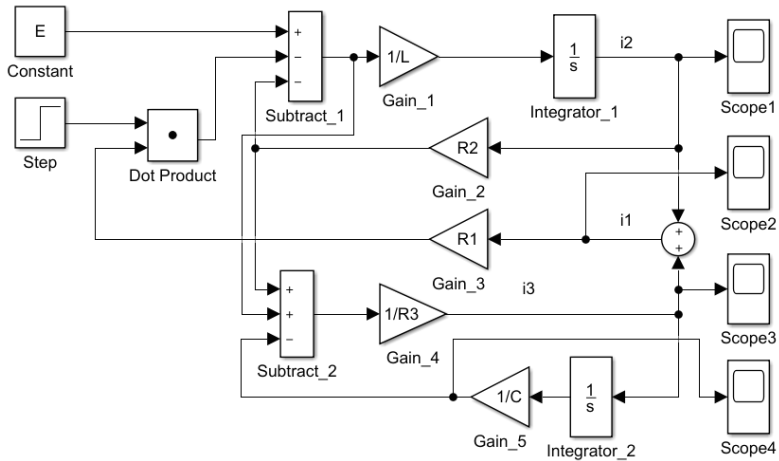 E
+
−
−
Constant
1/L
1
s
i2
Subtract_1
Gain_1
Integrator_1
Scope1
Step
Dot Product
R2
Gain_2
Scope2
R1
Gain_3
i1
+
+
+
+
−
Subtract_2
1/R3
Gain_4
i3
Scope3
1/C
Gain_5
1
s
Integrator_2
Scope4